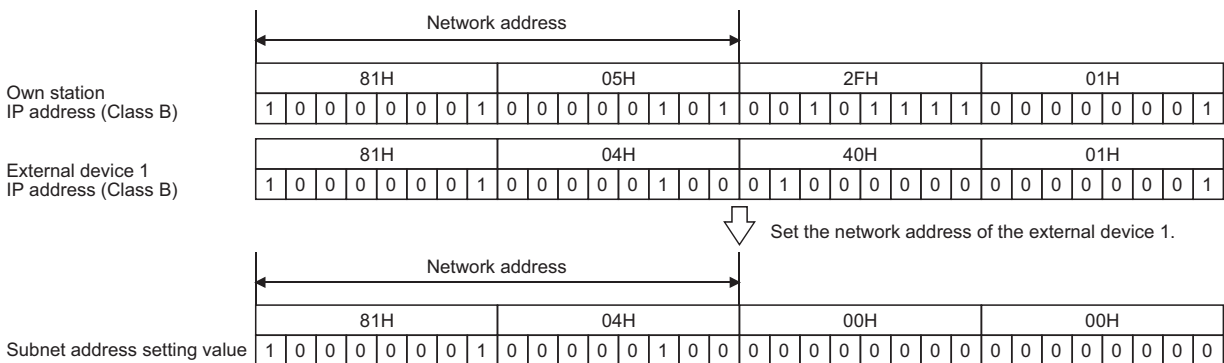 Network address
81H 05H 2FH 01H
Own station
IP address (Class B)
1 0 0 0 0 0 0 1 0 0 0 0 0 1 0 1 0 0 1 0 1 1 1 1 0 0 0 0 0 0 0 1
81H 04H 40H 01H
External device 1
IP address (Class B)
1 0 0 0 0 0 0 1 0 0 0 0 0 1 0 0 0 1 0 0 0 0 0 0 0 0 0 0 0 0 0 1
Set the network address of the external device 1.
Network address
81H 04H 00H 00H
Subnet address setting value 1 0 0 0 0 0 0 1 0 0 0 0 0 1 0 0 0 0 0 0 0 0 0 0 0 0 0 0 0 0 0 0